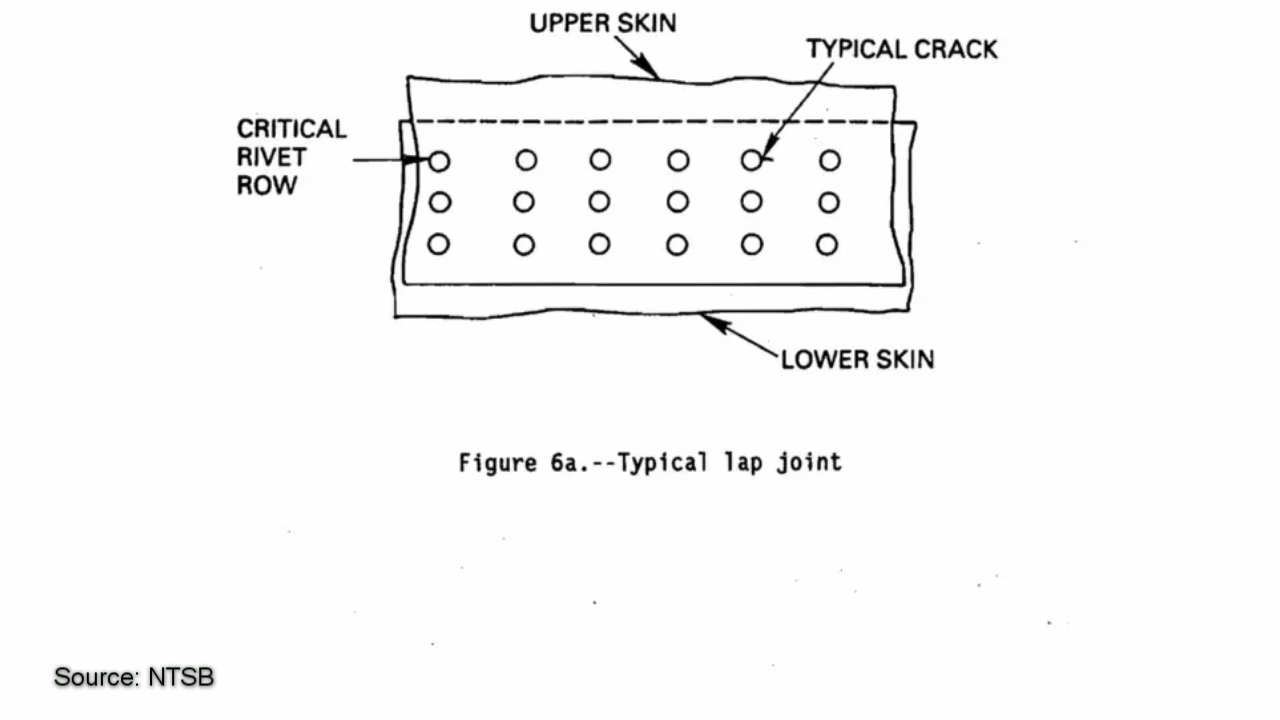 UPPER SKIN
TYPICAL CRACK
CRITICAL
RIVET
ROW
LOWER SKIN
Figure 6a.--Typical lap joint
Source: NTSB